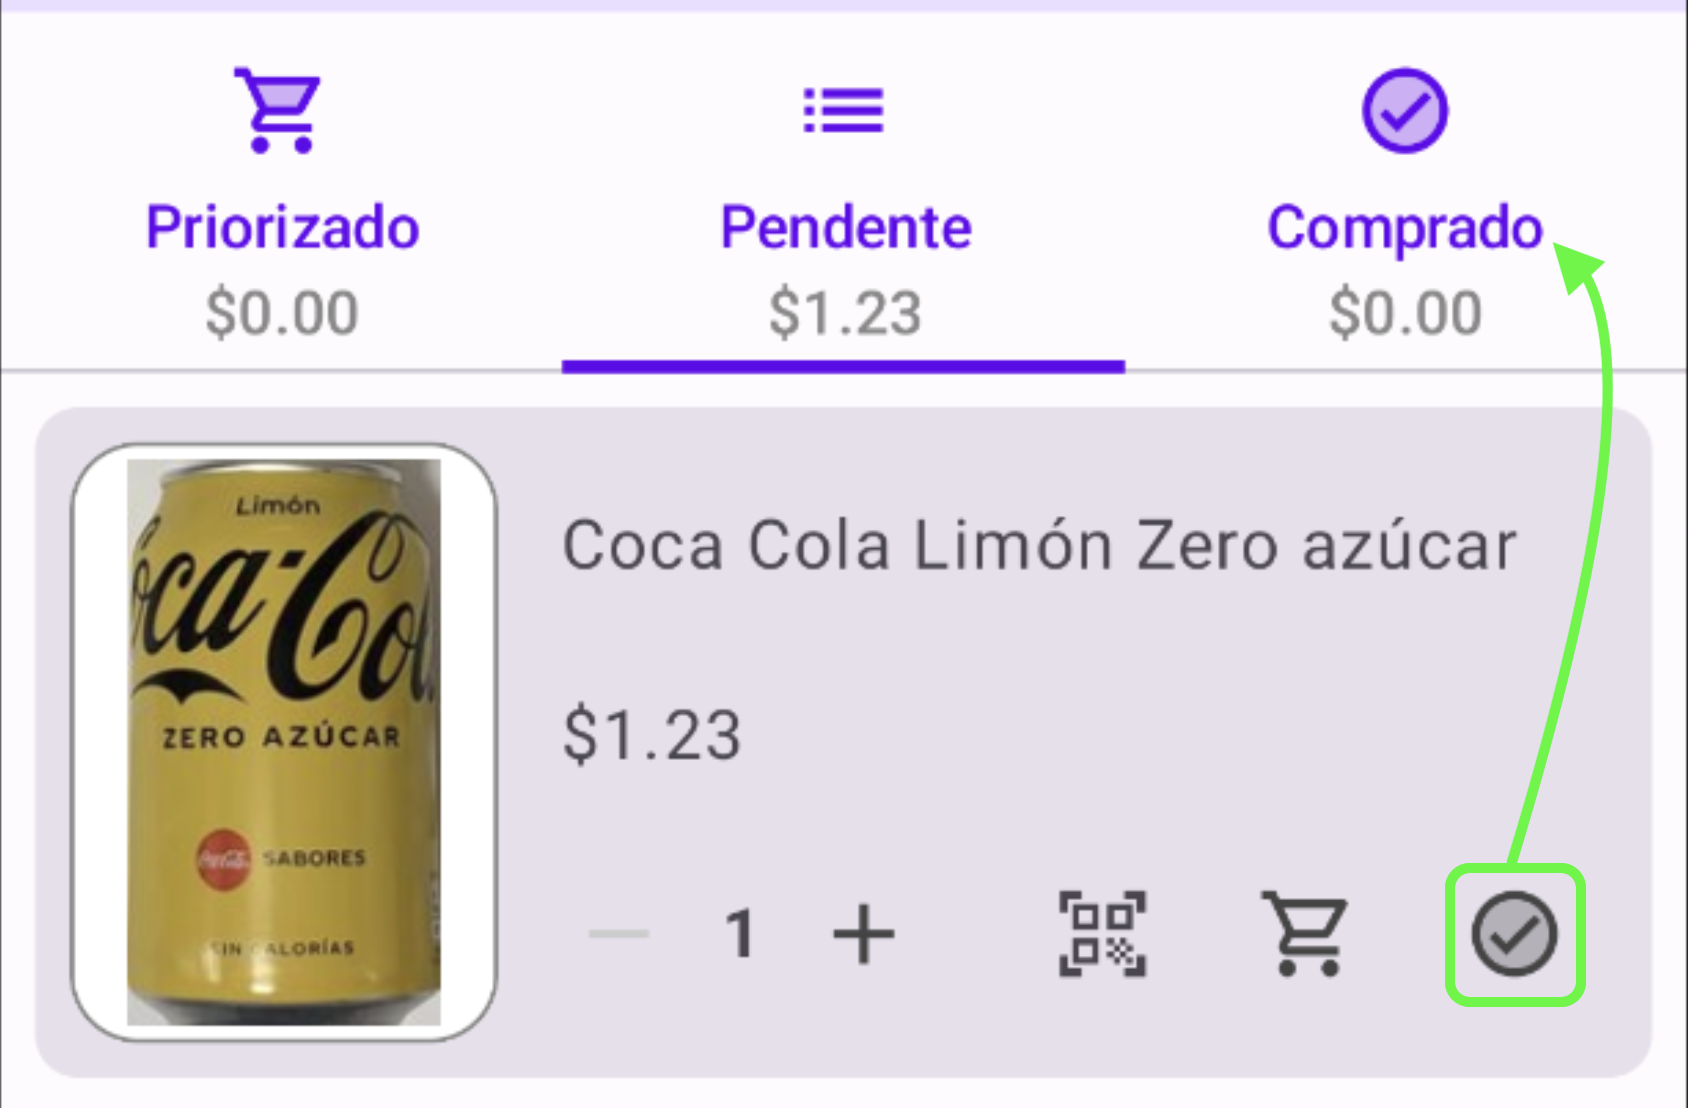 Priorizado
Pendente
Comprado
$0.00
$1.23
$0.00
Limón
Coca-Cola
ZERO AZÚCAR
SABORES
SIN CALORÍAS
Coca Cola Limón Zero azúcar
$1.23
1